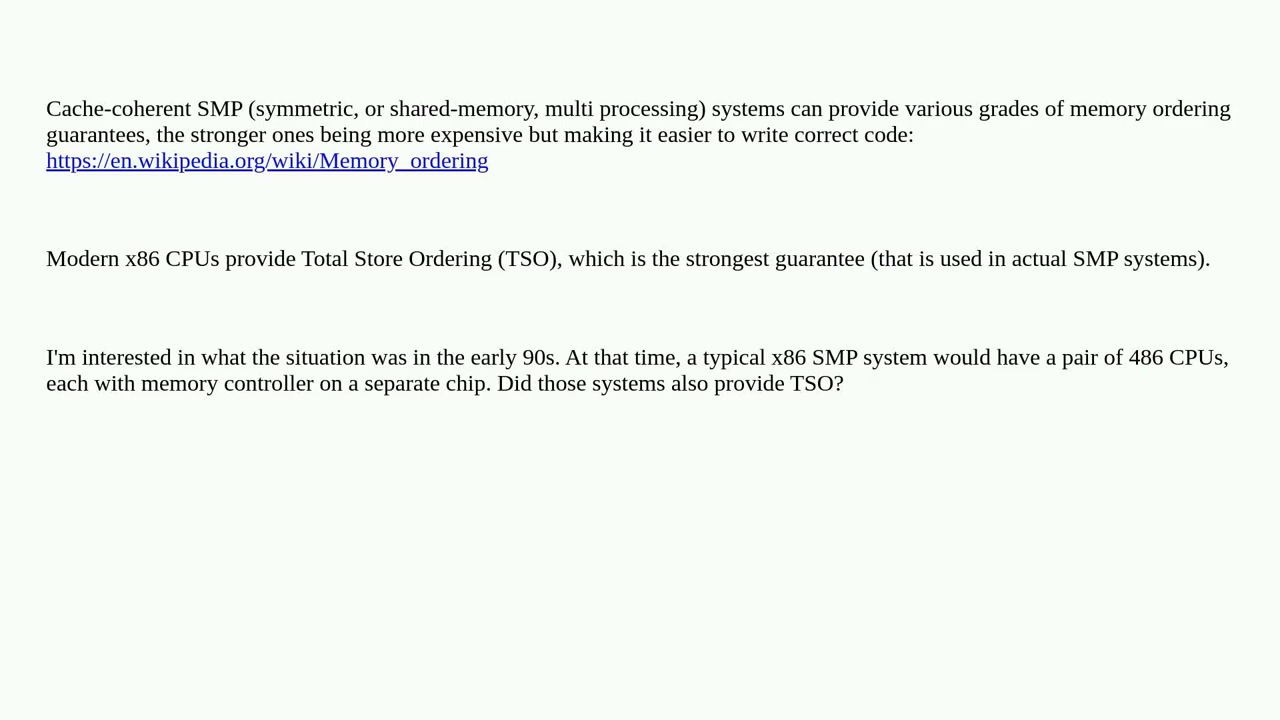 Cache-coherent SMP (symmetric, or shared-memory, multi processing) systems can provide various grades of memory ordering
guarantees, the stronger ones being more expensive but making it easier to write correct code:
https://en.wikipedia.org/wiki/Memory_ordering
Modern x86 CPUs provide Total Store Ordering (TSO), which is the strongest guarantee (that is used in actual SMP systems).
I'm interested in what the situation was in the early 90s. At that time, a typical x86 SMP system would have a pair of 486 CPUs,
each with memory controller on a separate chip. Did those systems also provide TSO?